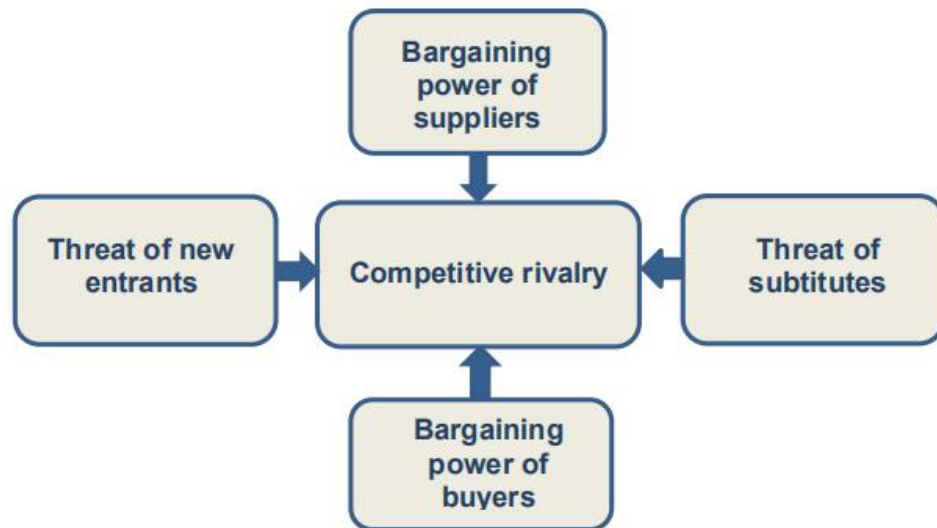 Bargaining
power of
suppliers
Threat of new
entrants
Competitive rivalry
Threat of
subtitutes
Bargaining
power of
buyers